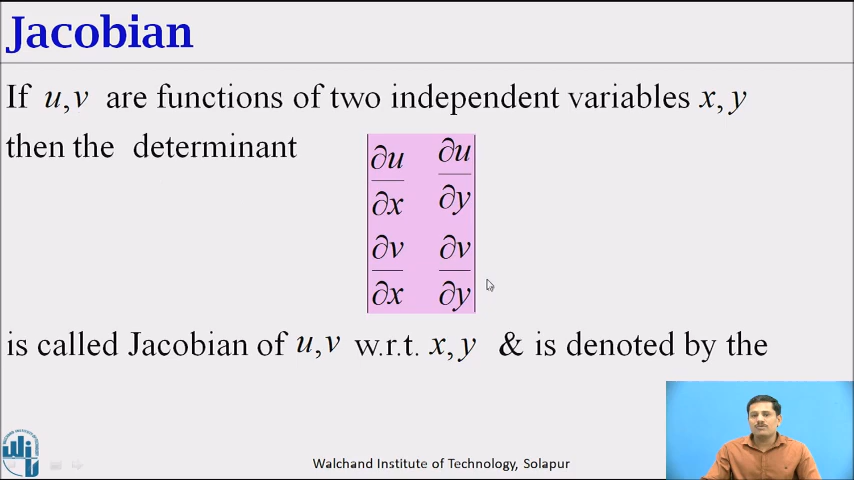 Jacobian
If u,v are functions of two independent variables x, y
then the determinant
∂u/∂x ∂u/∂y
∂v/∂x ∂v/∂y
is called Jacobian of u,v w.r.t. x, y & is denoted by the
Walchand Institute of Technology, Solapur